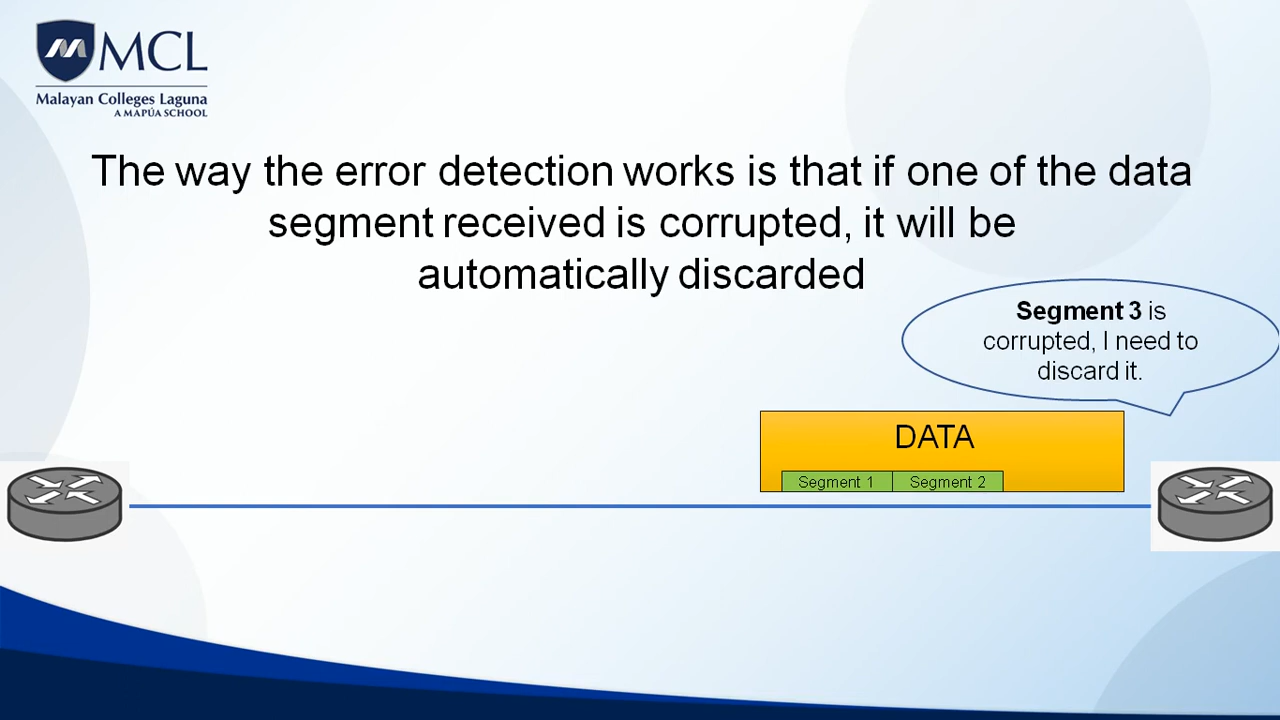 MCL
Malayan Colleges Laguna
A MAPÚA SCHOOL
The way the error detection works is that if one of the data
segment received is corrupted, it will be
automatically discarded
Segment 3 is
corrupted, I need to
discard it.
DATA
Segment 1 Segment 2